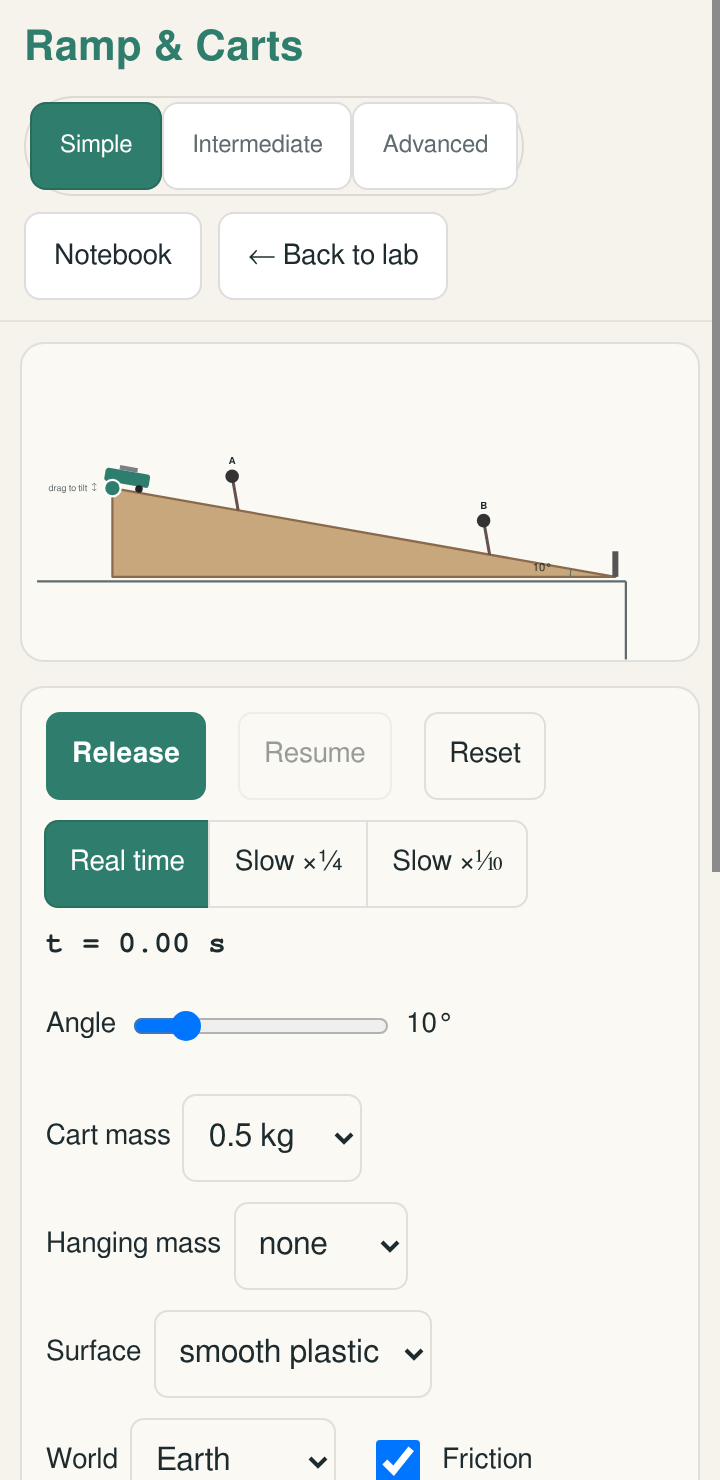 Ramp & Carts
Simple Intermediate Advanced
Notebook ← Back to lab
A
drag to tilt ↕
B
10°
Release Resume Reset
Real time Slow ×¼ Slow ×⅒
t = 0.00 s
Angle 10°
Cart mass 0.5 kg
Hanging mass none
Surface smooth plastic
World Earth Friction